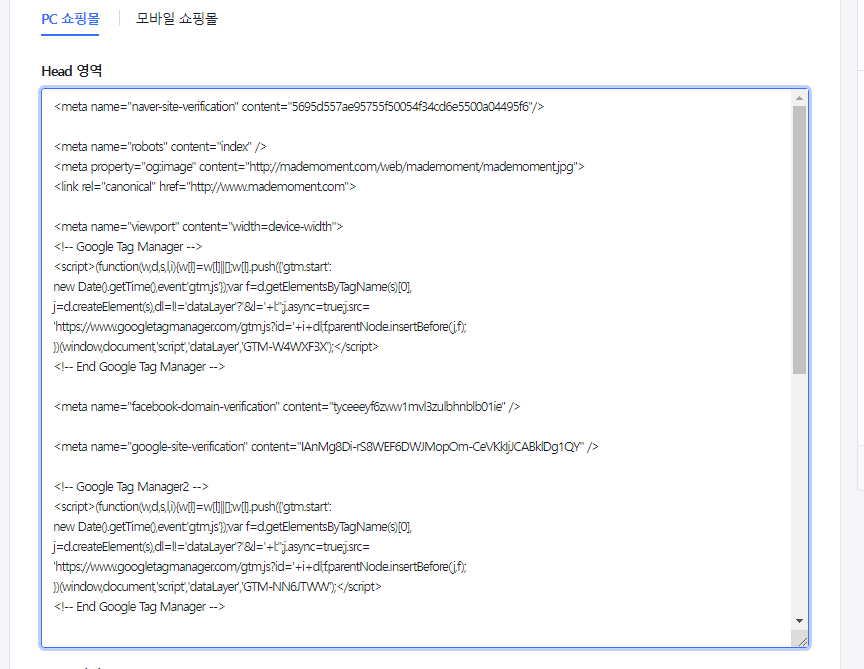 PC 쇼핑몰 모바일 쇼핑몰
Head 영역
<meta name="naver-site-verification" content="5695d557ae95755f50054f34cd6e5500a04495f6"/>
<meta name="robots" content="index" />
<meta property="og:image" content="http://mademoment.com/web/mademoment/mademoment.jpg">
<link rel="canonical" href="http://www.mademoment.com">
<meta name="viewport" content="width=device-width">
<!-- Google Tag Manager -->
<script>(function(w,d,s,l,i){w[l]=w[l]||[];w[l].push({'gtm.start':
new Date().getTime(),event:'gtm.js'});var f=d.getElementsByTagName(s)[0],
j=d.createElement(s),dl=l!='dataLayer'?'&l='+l:'';j.async=true;j.src=
'https://www.googletagmanager.com/gtm.js?id='+i+dl;f.parentNode.insertBefore(j,f);
})(window,document,'script','dataLayer','GTM-W4WXF3X');</script>
<!-- End Google Tag Manager -->
<meta name="facebook-domain-verification" content="tyceeeyf6zww1mvl3zulbhnblb01ie" />
<meta name="google-site-verification" content="IAnMg8Di-rS8WEF6DWJMopOm-CeVKkIjJCABklDg1QY" />
<!-- Google Tag Manager2 -->
<script>(function(w,d,s,l,i){w[l]=w[l]||[];w[l].push({'gtm.start':
new Date().getTime(),event:'gtm.js'});var f=d.getElementsByTagName(s)[0],
j=d.createElement(s),dl=l!='dataLayer'?'&l='+l:'';j.async=true;j.src=
'https://www.googletagmanager.com/gtm.js?id='+i+dl;f.parentNode.insertBefore(j,f);
})(window,document,'script','dataLayer','GTM-NN6JTWW');</script>
<!-- End Google Tag Manager -->